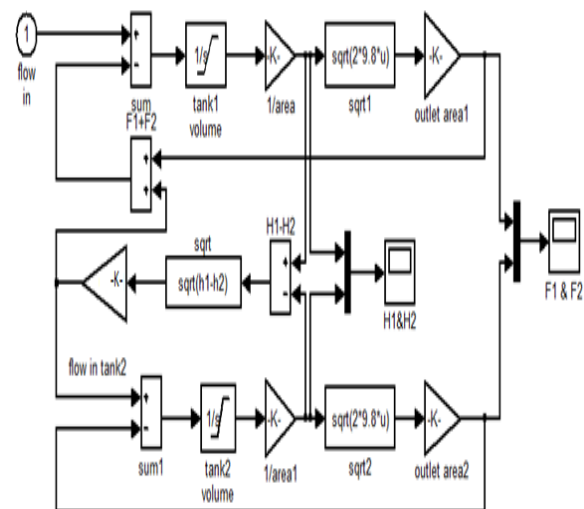 1
flow
in
+
-
sum
1/s
tank1
volume
-K-
1/area
sqrt(2*9.8*u)
sqrt1
-K-
outlet area1
F1+F2
+
+
-K-
sqrt
sqrt(h1-h2)
H1-H2
+
-
H1&H2
F1 & F2
flow in tank2
+
-
sum1
1/s
tank2
volume
-K-
1/area1
sqrt(2*9.8*u)
sqrt2
-K-
outlet area2